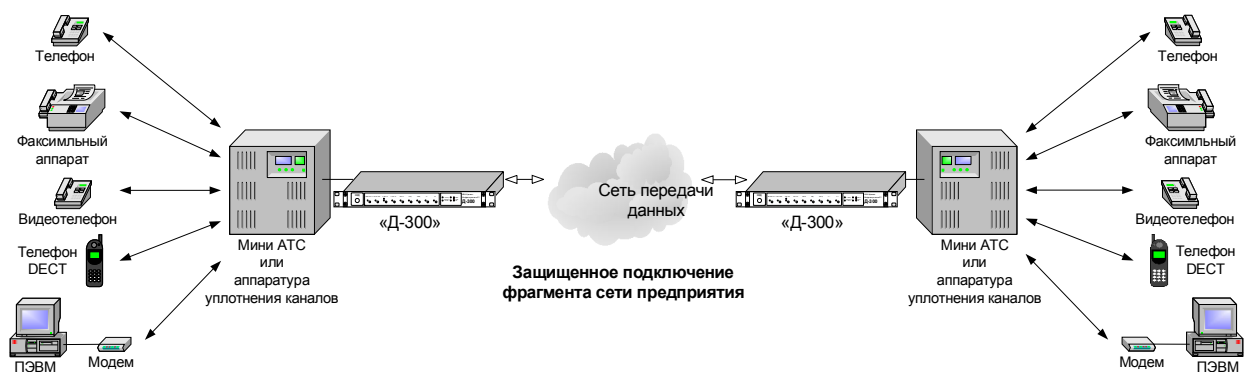 Телефон
Факсимльный
аппарат
Видеотелефон
Телефон
DECT
ПЭВМ
Модем
Мини АТС
или
аппаратура
уплотнения каналов
Д-300
«Д-300»
Сеть передачи
данных
Защищенное подключение
фрагмента сети предприятия
Д-300
«Д-300»
Мини АТС
или
аппаратура
уплотнения каналов
Телефон
Факсимльный
аппарат
Видеотелефон
Телефон
DECT
Модем
ПЭВМ